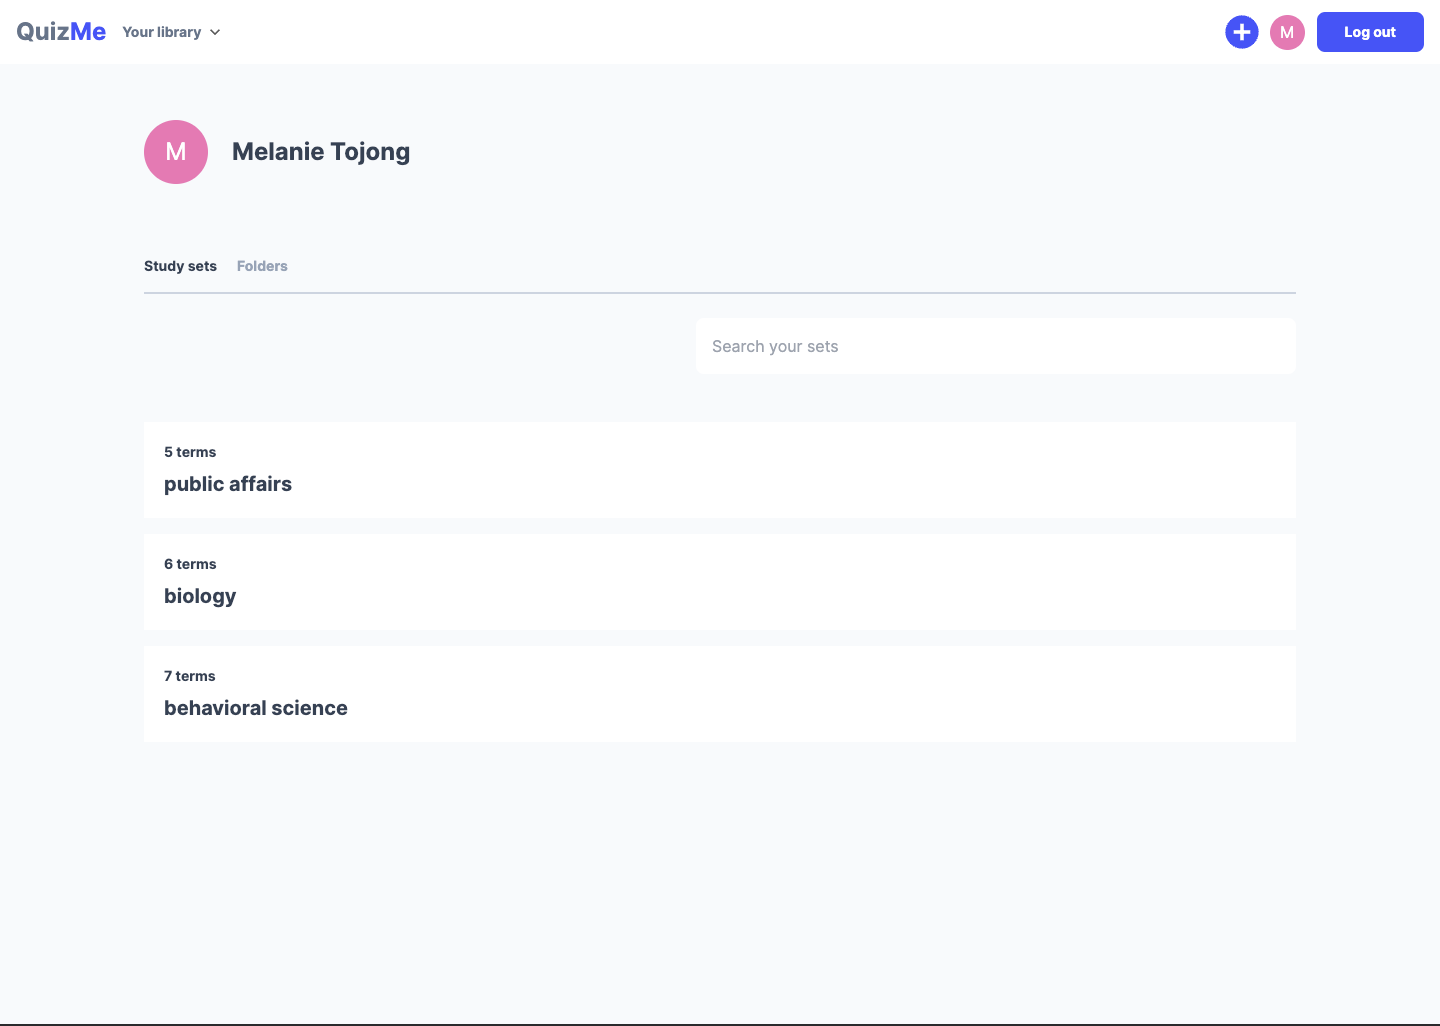 QuizMe Your library M Log out
M Melanie Tojong
Study sets Folders
Search your sets
5 terms
public affairs
6 terms
biology
7 terms
behavioral science